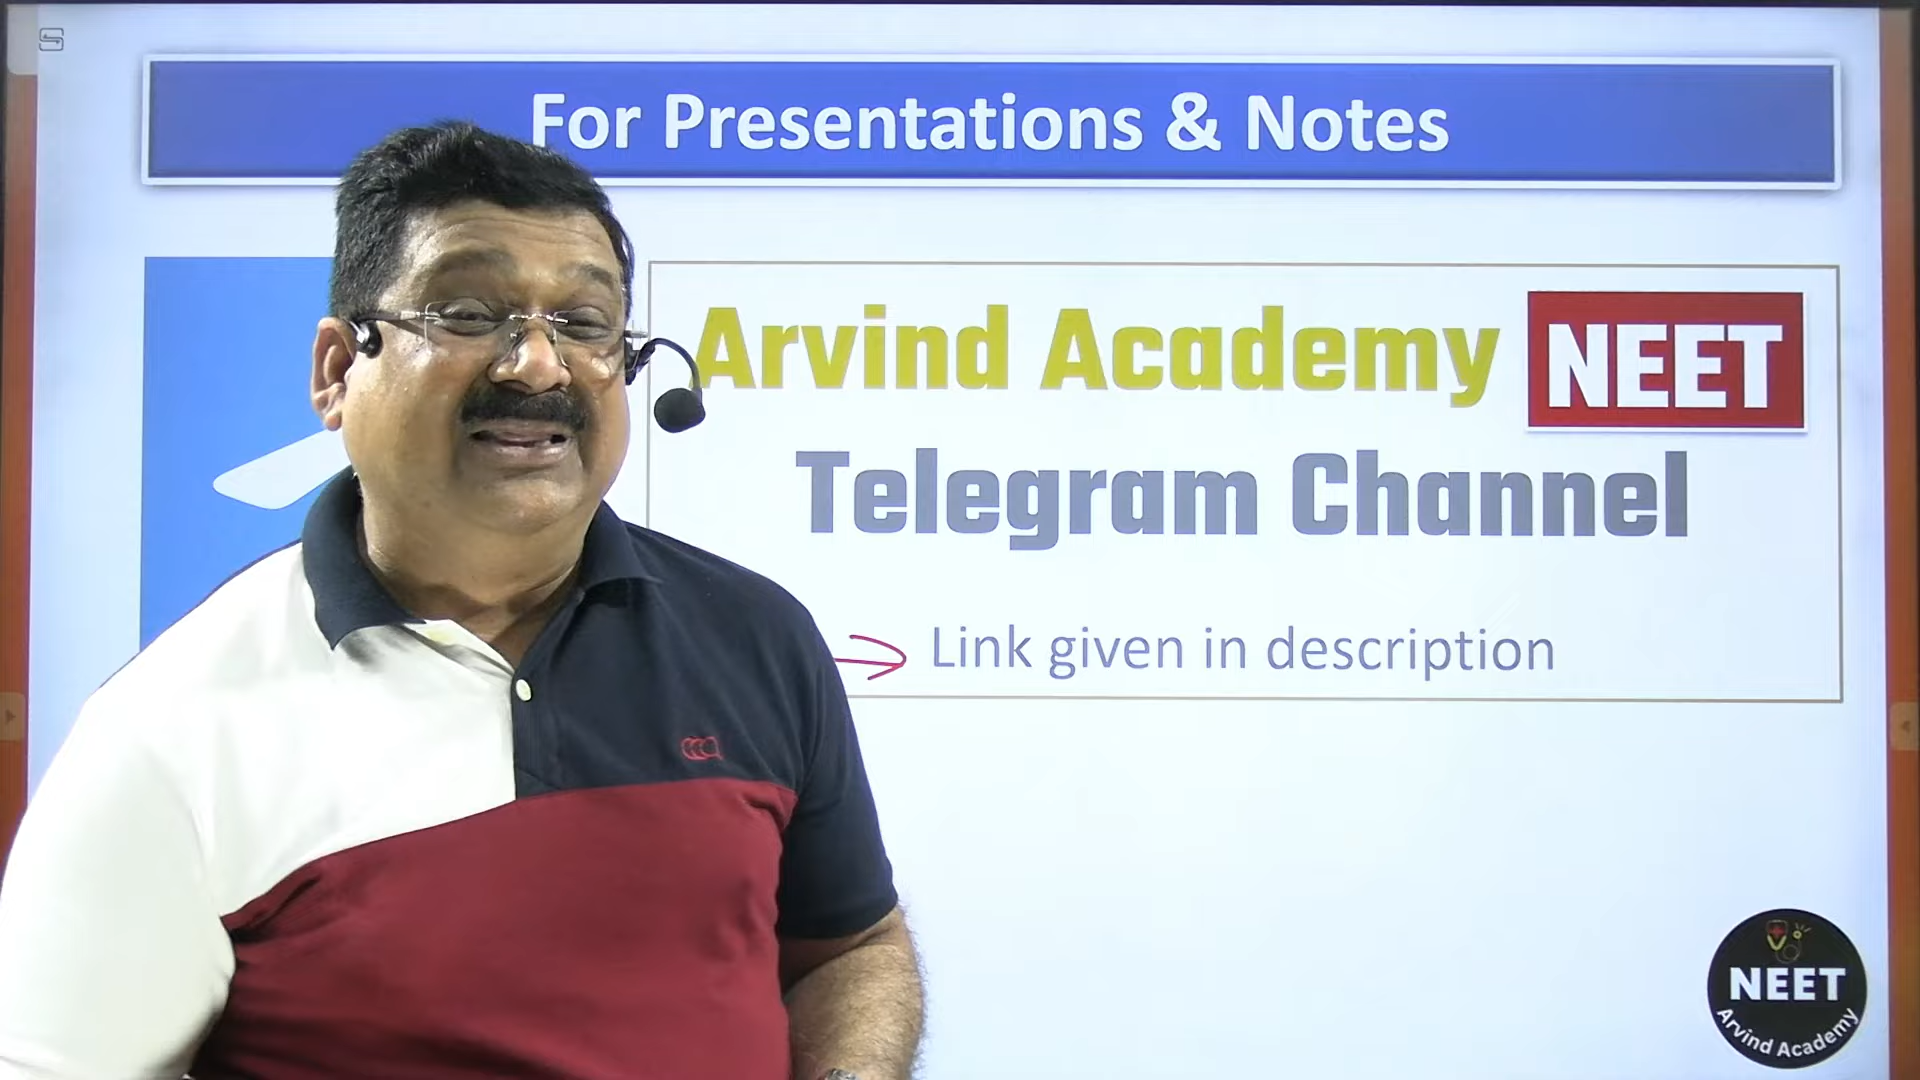 For Presentations & Notes
Arvind Academy NEET
Telegram Channel
Link given in description
NEET
Arvind Academy